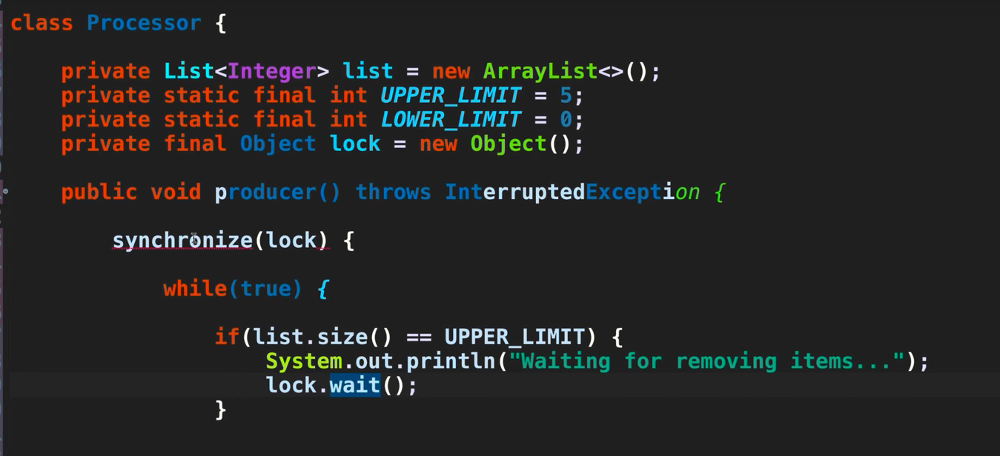 class Processor {
private List<Integer> list = new ArrayList<>();
private static final int UPPER_LIMIT = 5;
private static final int LOWER_LIMIT = 0;
private final Object lock = new Object();
public void producer() throws InterruptedException {
synchronize(lock) {
while(true) {
if(list.size() == UPPER_LIMIT) {
System.out.println("Waiting for removing items...");
lock.wait();
}